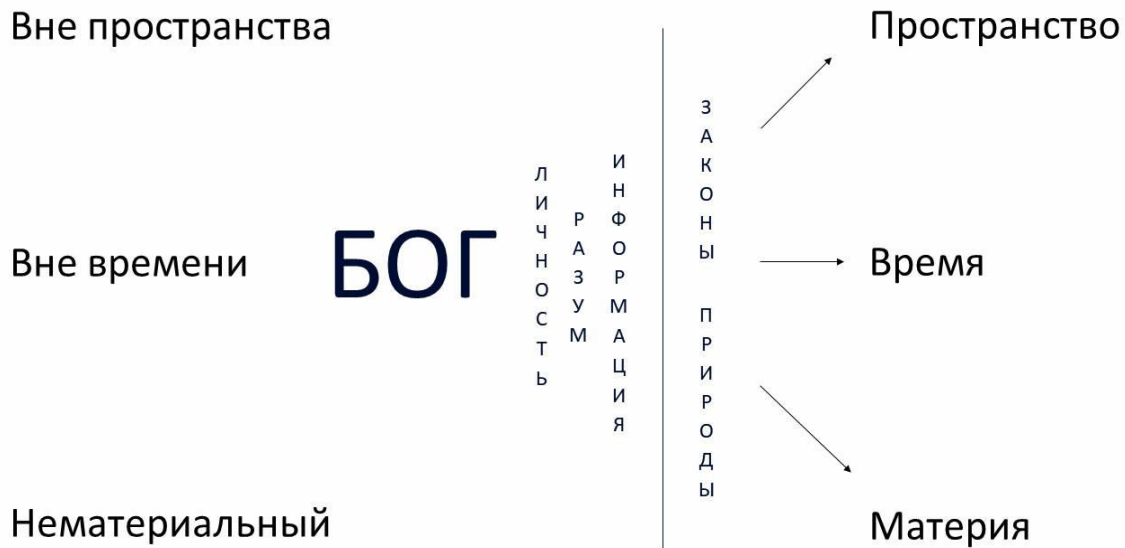 Вне пространства
Пространство
Вне времени
БОГ
ЛИЧНОСТЬ
РАЗУМ
ИНФОРМАЦИЯ
ЗАКОНЫ ПРИРОДЫ
Время
Нематериальный
Материя